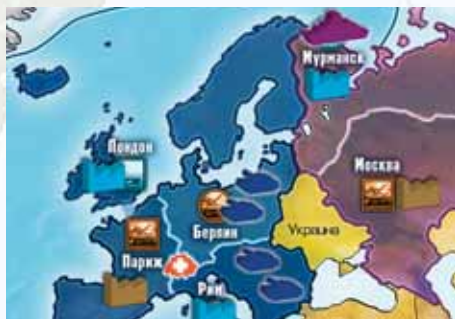 Мурманск
Лондон
Москва
Берлин
Украина
Париж
Рим